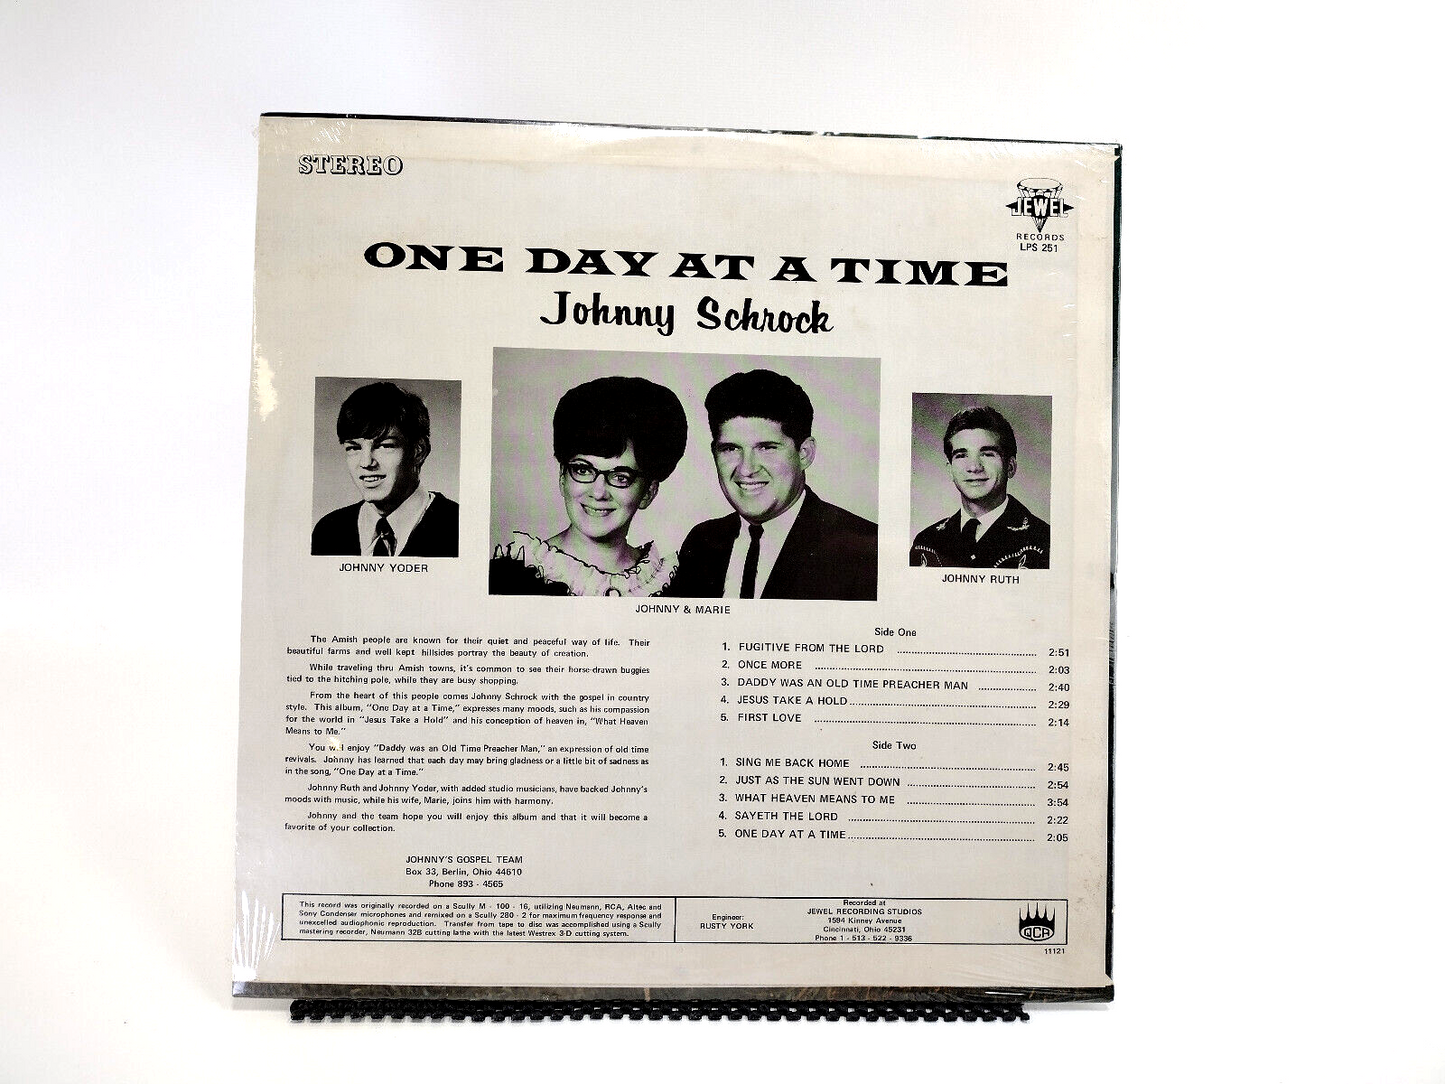 STEREO
JEWEL
RECORDS
LPS 251
ONE DAY AT A TIME
Johnny Schrock
JOHNNY YODER
JOHNNY & MARIE
JOHNNY RUTH
The Amish people are known for their quiet and peaceful way of life. Their
beautiful farms and well kept hillsides portray the beauty of creation.
While traveling thru Amish towns, it's common to see their horse-drawn buggies
tied to the hitching pole, while they are busy shopping.
From the heart of this people comes Johnny Schrock with the gospel in country
style. This album, "One Day at a Time," expresses many moods, such as his compassion
for the world in "Jesus Take a Hold" and his conception of heaven in, "What Heaven
Means to Me."
You will enjoy "Daddy was an Old Time Preacher Man," an expression of old time
revivals. Johnny has learned that each day may bring gladness or a little bit of sadness as
in the song, "One Day at a Time."
Johnny Ruth and Johnny Yoder, with added studio musicians, have backed Johnny's
moods with music, while his wife, Marie, joins him with harmony.
Johnny and the team hope you will enjoy this album and that it will become a
favorite of your collection.
JOHNNY'S GOSPEL TEAM
Box 33, Berlin, Ohio 44610
Phone 893 - 4565
Side One
1. FUGITIVE FROM THE LORD 2:51
2. ONCE MORE 2:03
3. DADDY WAS AN OLD TIME PREACHER MAN 2:40
4. JESUS TAKE A HOLD 2:29
5. FIRST LOVE 2:14
Side Two
1. SING ME BACK HOME 2:45
2. JUST AS THE SUN WENT DOWN 2:54
3. WHAT HEAVEN MEANS TO ME 3:54
4. SAYETH THE LORD 2:22
5. ONE DAY AT A TIME 2:05
This record was originally recorded on a Scully M - 100 - 16, utilizing Neumann, RCA, Altec and
Sony Condenser microphones and remixed on a Scully 280 - 2 for maximum frequency response and
unexcelled audiophonic reproduction. Transfer from tape to disc was accomplished using a Scully
mastering recorder, Neumann 32B cutting lathe with the latest Westrex 3-D cutting system.
Engineer:
RUSTY YORK
Recorded at
JEWEL RECORDING STUDIOS
1594 Kinney Avenue
Cincinnati, Ohio 45231
Phone 1 - 513 - 522 - 9336
QCA
11121